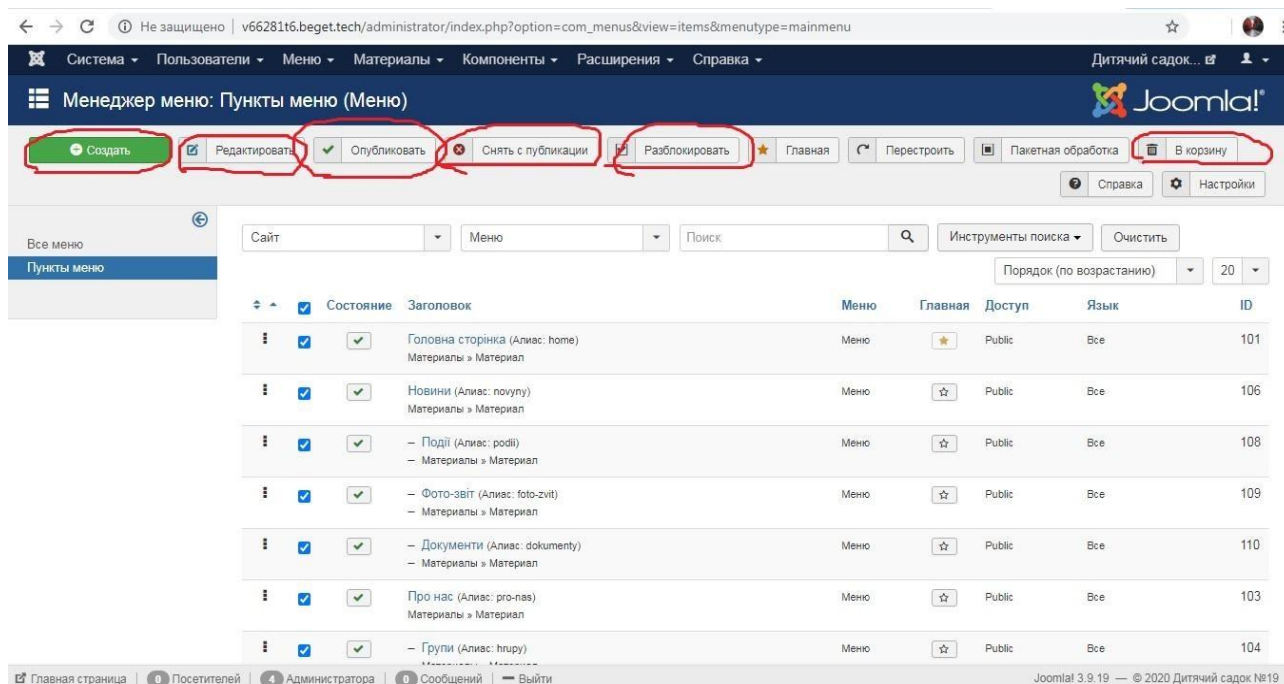 Не защищено | v66281t6.beget.tech/administrator/index.php?option=com_menus&view=items&menutype=mainmenu
Система Пользователи Меню Материалы Компоненты Расширения Справка Дитячий садок...
Менеджер меню: Пункты меню (Меню) Joomla!®
Создать Редактировать Опубликовать Снять с публикации Разблокировать Главная Перестроить Пакетная обработка В корзину
Справка Настройки
Все меню
Пункты меню
Сайт Меню Поиск Инструменты поиска Очистить
Порядок (по возрастанию) 20
Состояние Заголовок Меню Главная Доступ Язык ID
Головна сторінка (Алиас: home) Меню Public Все 101
Материалы » Материал
Новини (Алиас: novyny) Меню Public Все 106
Материалы » Материал
– Події (Алиас: podii) Меню Public Все 108
– Материалы » Материал
– Фото-звіт (Алиас: foto-zvit) Меню Public Все 109
– Материалы » Материал
– Документи (Алиас: dokumenty) Меню Public Все 110
– Материалы » Материал
Про нас (Алиас: pro-nas) Меню Public Все 103
Материалы » Материал
– Групи (Алиас: hrupy) Меню Public Все 104
Главная страница | 0 Посетителей | 4 Администратора | 0 Сообщений | Выйти Joomla! 3.9.19 — © 2020 Дитячий садок №19